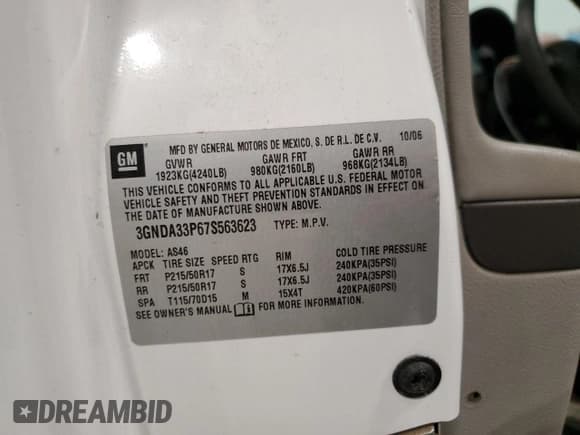 GM
MFD BY GENERAL MOTORS DE MEXICO, S. DE R.L. DE C.V. 10/06
GVWR GAWR FRT GAWR RR
1923KG(4240LB) 980KG(2160LB) 968KG(2134LB)
THIS VEHICLE CONFORMS TO ALL APPLICABLE U.S. FEDERAL MOTOR
VEHICLE SAFETY AND THEFT PREVENTION STANDARDS IN EFFECT ON
THE DATE OF MANUFACTURE SHOWN ABOVE.
3GNDA33P67S563623 TYPE: M.P.V.
MODEL: AS46
APCK TIRE SIZE SPEED RTG RIM COLD TIRE PRESSURE
FRT P215/50R17 S 17X6.5J 240KPA(35PSI)
RR P215/50R17 S 17X6.5J 240KPA(35PSI)
SPA T115/70D15 M 15X4T 420KPA(60PSI)
SEE OWNER'S MANUAL FOR MORE INFORMATION.
DREAMBID